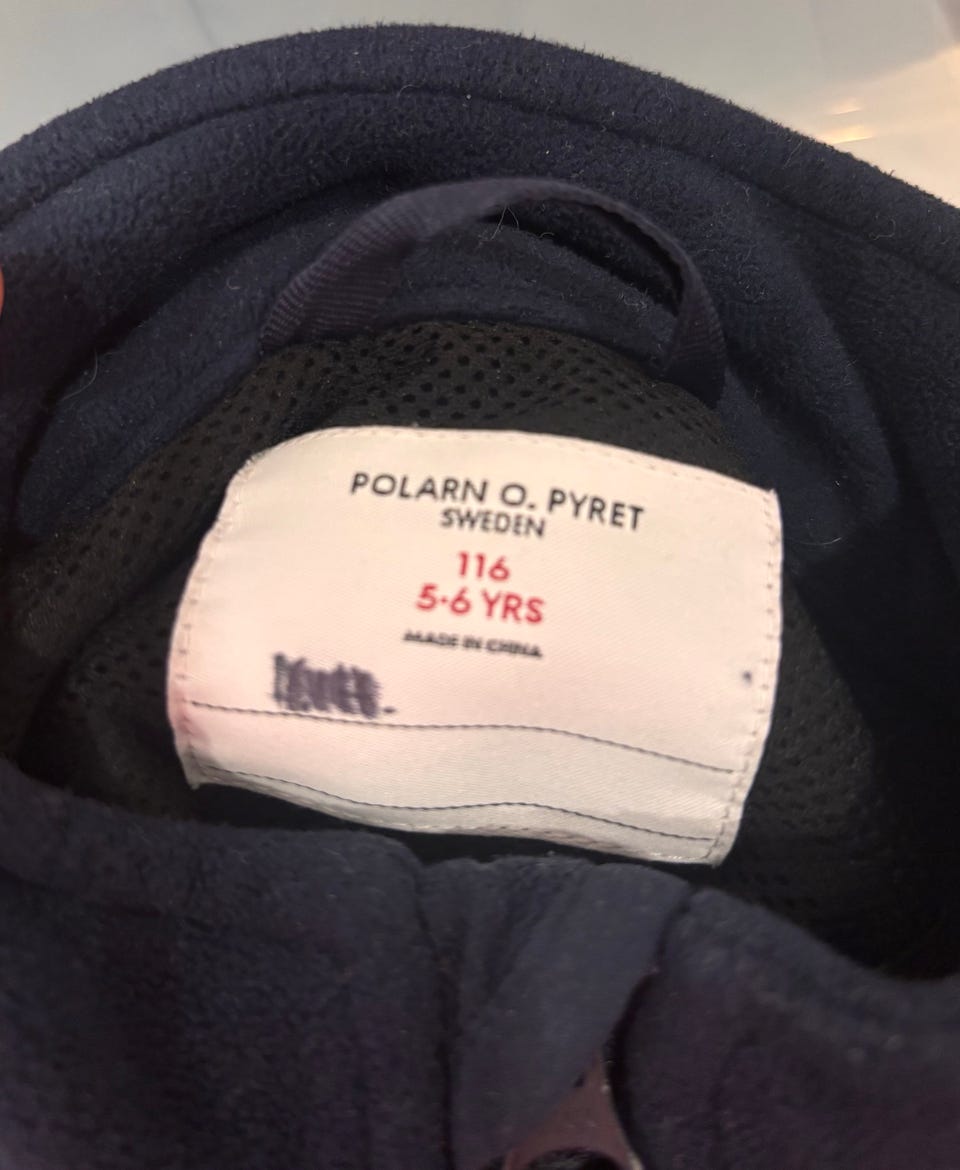 POLARN O. PYRET
SWEDEN
116
5-6 YRS
MADE IN CHINA